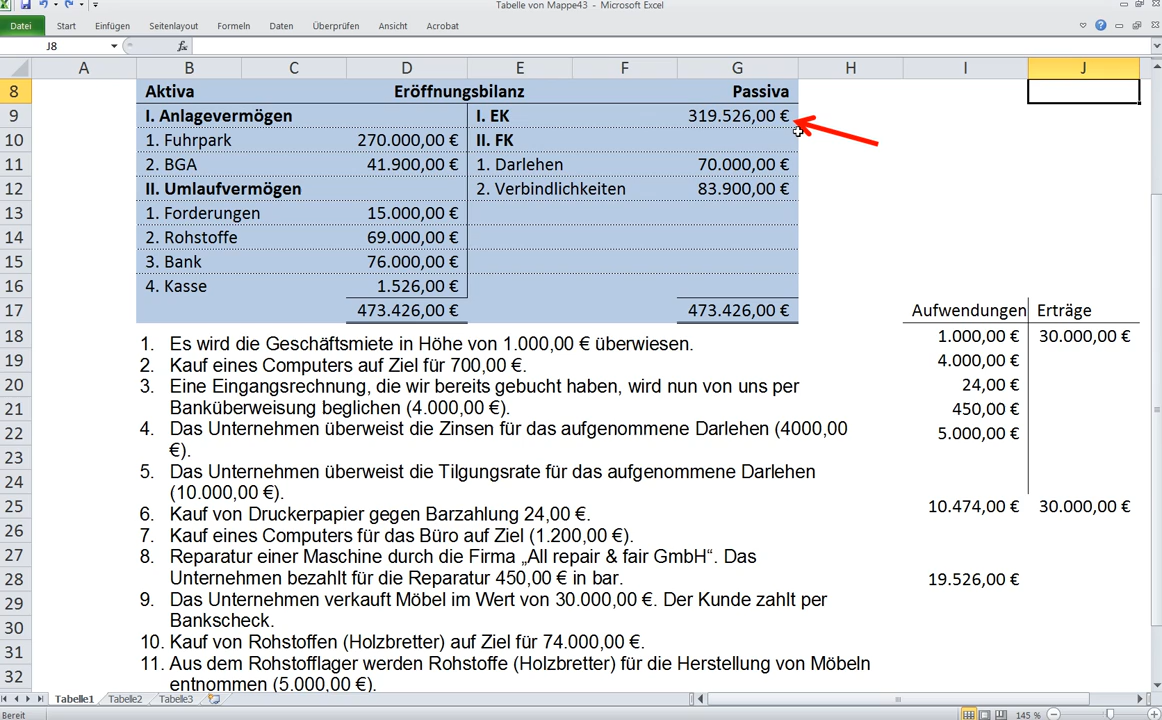 Tabelle von Mappe43 - Microsoft Excel
Datei Start Einfügen Seitenlayout Formeln Daten Überprüfen Ansicht Acrobat
J8 fx
A B C D E F G H I J
8 Aktiva Eröffnungsbilanz Passiva
9 I. Anlagevermögen I. EK 319.526,00 €
10 1. Fuhrpark 270.000,00 € II. FK
11 2. BGA 41.900,00 € 1. Darlehen 70.000,00 €
12 II. Umlaufvermögen 2. Verbindlichkeiten 83.900,00 €
13 1. Forderungen 15.000,00 €
14 2. Rohstoffe 69.000,00 €
15 3. Bank 76.000,00 €
16 4. Kasse 1.526,00 €
17 473.426,00 € 473.426,00 € Aufwendungen Erträge
18 1.000,00 € 30.000,00 €
1. Es wird die Geschäftsmiete in Höhe von 1.000,00 € überwiesen.
19 4.000,00 €
2. Kauf eines Computers auf Ziel für 700,00 €.
20 24,00 €
3. Eine Eingangsrechnung, die wir bereits gebucht haben, wird nun von uns per
21 450,00 €
Banküberweisung beglichen (4.000,00 €).
22 5.000,00 €
4. Das Unternehmen überweist die Zinsen für das aufgenommene Darlehen (4000,00
23
€).
24
5. Das Unternehmen überweist die Tilgungsrate für das aufgenommene Darlehen
(10.000,00 €).
25 10.474,00 € 30.000,00 €
6. Kauf von Druckerpapier gegen Barzahlung 24,00 €.
26
7. Kauf eines Computers für das Büro auf Ziel (1.200,00 €).
27
8. Reparatur einer Maschine durch die Firma „All repair & fair GmbH“. Das
28 19.526,00 €
Unternehmen bezahlt für die Reparatur 450,00 € in bar.
29
9. Das Unternehmen verkauft Möbel im Wert von 30.000,00 €. Der Kunde zahlt per
30
Bankscheck.
31
10. Kauf von Rohstoffen (Holzbretter) auf Ziel für 74.000,00 €.
32
11. Aus dem Rohstofflager werden Rohstoffe (Holzbretter) für die Herstellung von Möbeln
entnommen (5.000,00 €).
Tabelle1 Tabelle2 Tabelle3
Bereit 145 %